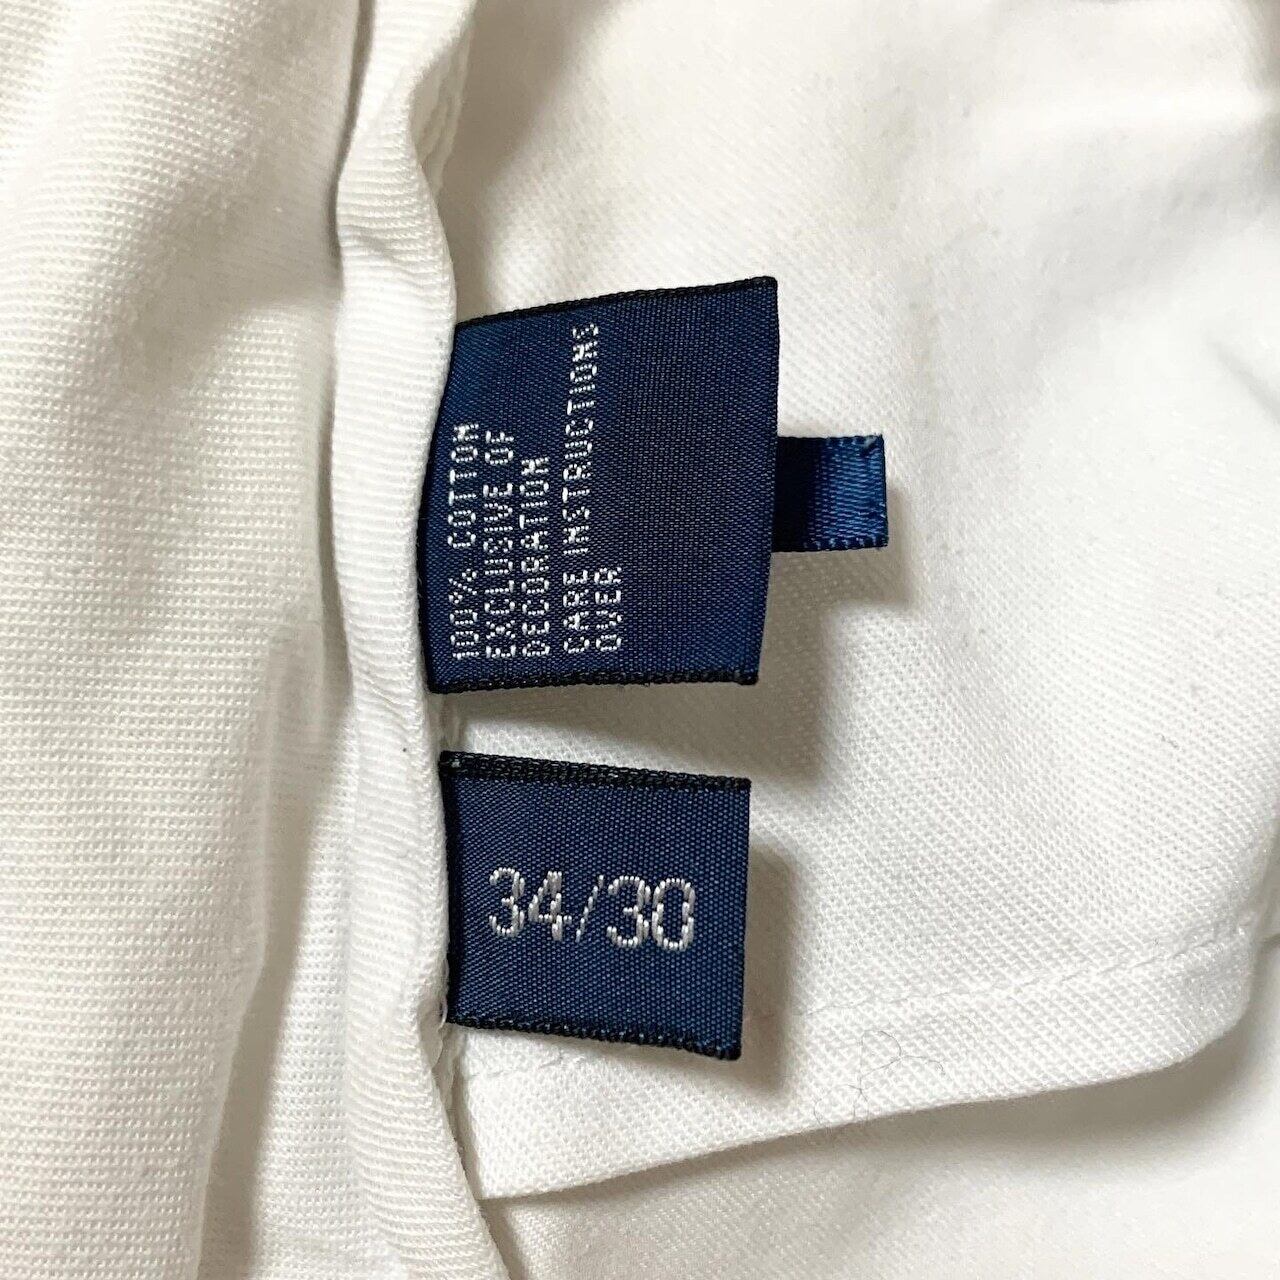 100% COTTON
EXCLUSIVE OF
DECORATION
CARE INSTRUCTIONS
OVER
34/30